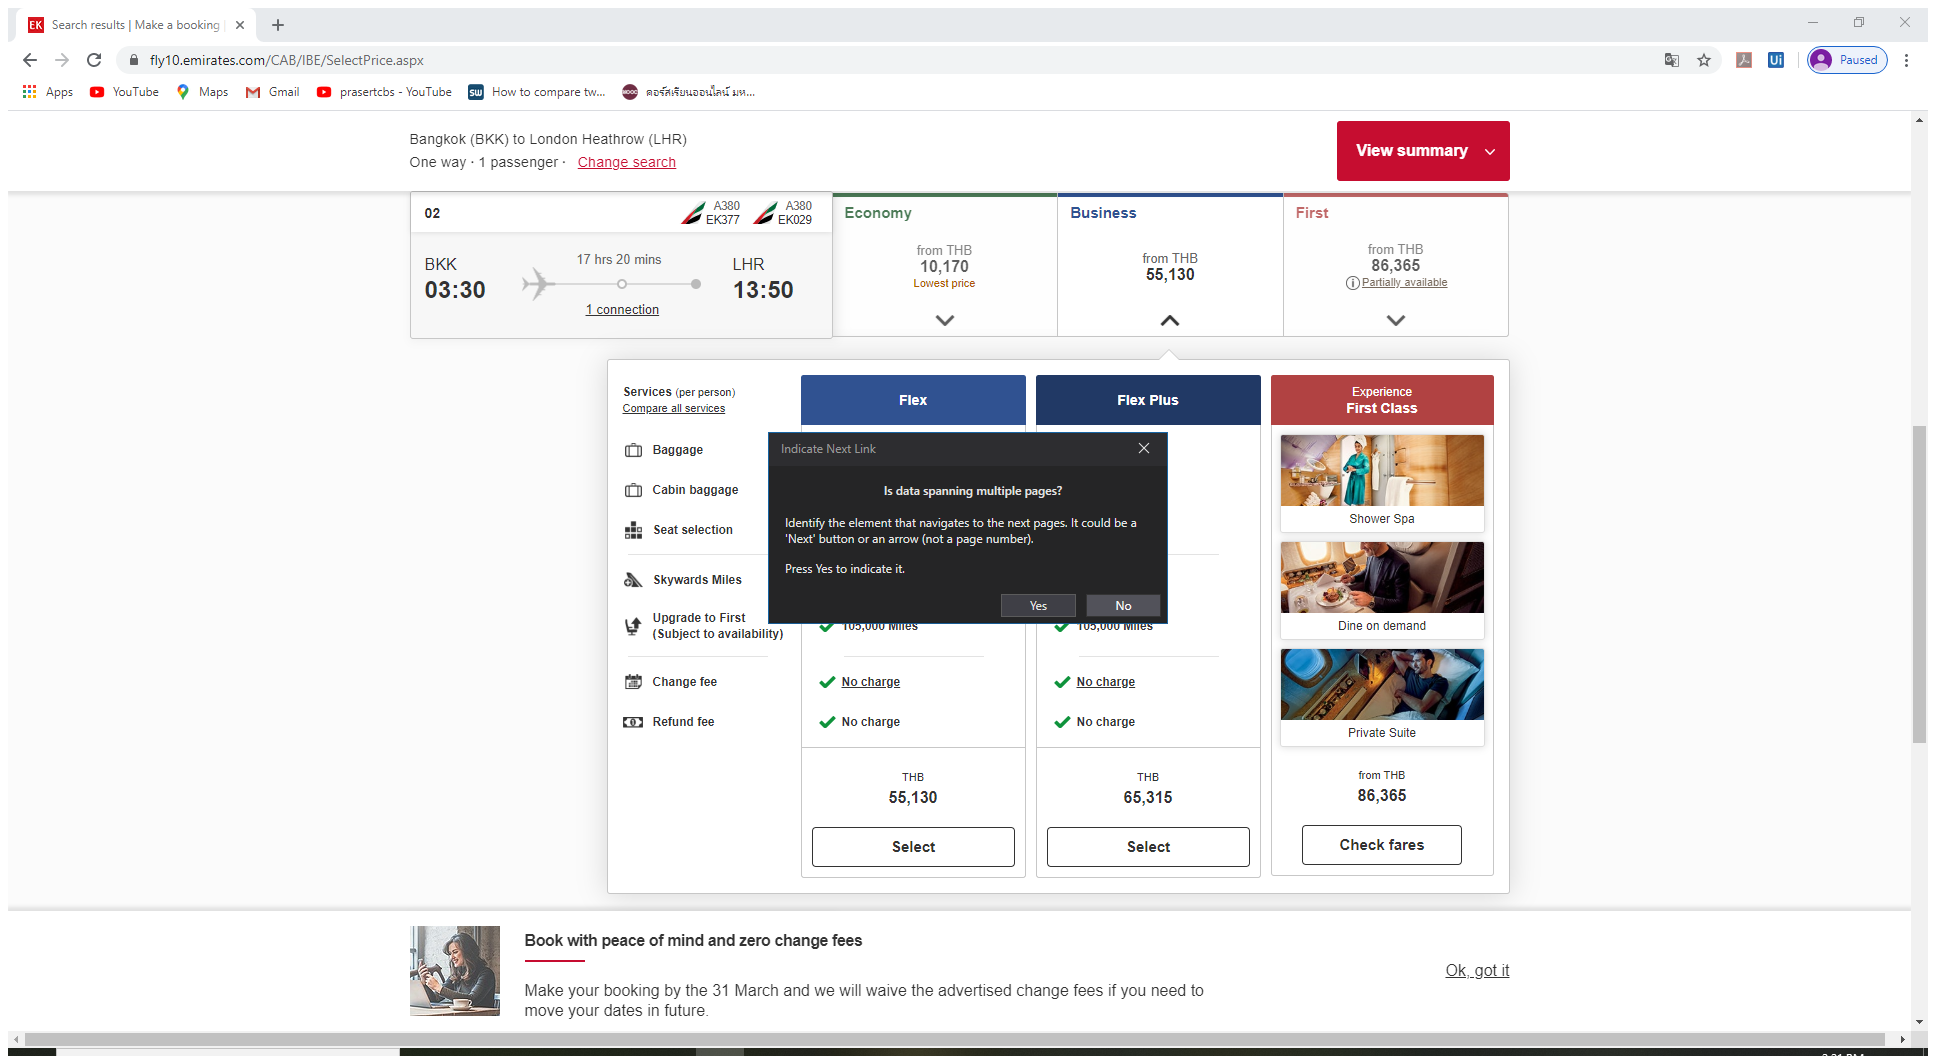 EK Search results | Make a booking
fly10.emirates.com/CAB/IBE/SelectPrice.aspx
Ui
Paused
Apps
YouTube
Maps
Gmail
prasertcbs - YouTube
SW
How to compare tw...
MOOC
คอร์สเรียนออนไลน์ มห...
Bangkok (BKK) to London Heathrow (LHR)
One way · 1 passenger · Change search
View summary
02
A380
EK377
A380
EK029
BKK
03:30
17 hrs 20 mins
1 connection
LHR
13:50
Economy
from THB
10,170
Lowest price
Business
from THB
55,130
First
from THB
86,365
Partially available
Services (per person)
Compare all services
Flex
Flex Plus
Experience
First Class
Baggage
Cabin baggage
Seat selection
Skywards Miles
Upgrade to First
(Subject to availability)
Change fee
Refund fee
Indicate Next Link
Is data spanning multiple pages?
Identify the element that navigates to the next pages. It could be a
'Next' button or an arrow (not a page number).
Press Yes to indicate it.
Yes
No
105,000 Miles
105,000 Miles
No charge
No charge
No charge
No charge
THB
55,130
Select
THB
65,315
Select
Shower Spa
Dine on demand
Private Suite
from THB
86,365
Check fares
Book with peace of mind and zero change fees
Make your booking by the 31 March and we will waive the advertised change fees if you need to
move your dates in future.
Ok, got it